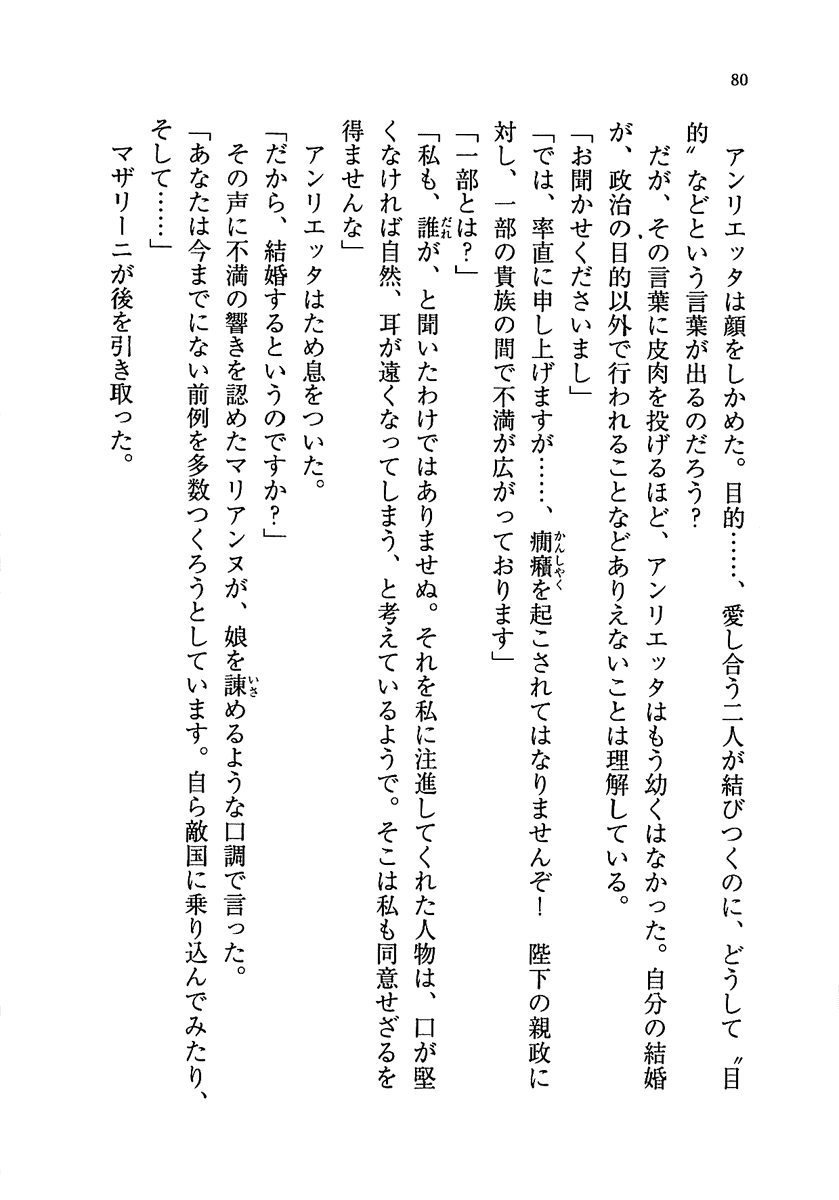 80
　アンリエッタは顔をしかめた。目的……、愛し合う二人が結びつくのに、どうして〝目
的〟などという言葉が出るのだろう？
　だが、その言葉に皮肉を投げるほど、アンリエッタはもう幼くはなかった。自分の結婚
が、政治の目的以外で行われることなどありえないことは理解している。
「お聞かせくださいまし」
「では、率直に申し上げますが……、癇癪を起こされてはなりませんぞ！　陛下の親政に
かんしゃく
対し、一部の貴族の間で不満が広がっております」
「一部とは？」
「私も、誰が、と聞いたわけではありませぬ。それを私に注進してくれた人物は、口が堅
だれ
くなければ自然、耳が遠くなってしまう、と考えているようで。そこは私も同意せざるを
得ませんな」
　アンリエッタはため息をついた。
「だから、結婚するというのですか？」
　その声に不満の響きを認めたマリアンヌが、娘を諫めるような口調で言った。
いさ
「あなたは今までにない前例を多数つくろうとしています。自ら敵国に乗り込んでみたり、
そして……」
　マザリーニが後を引き取った。